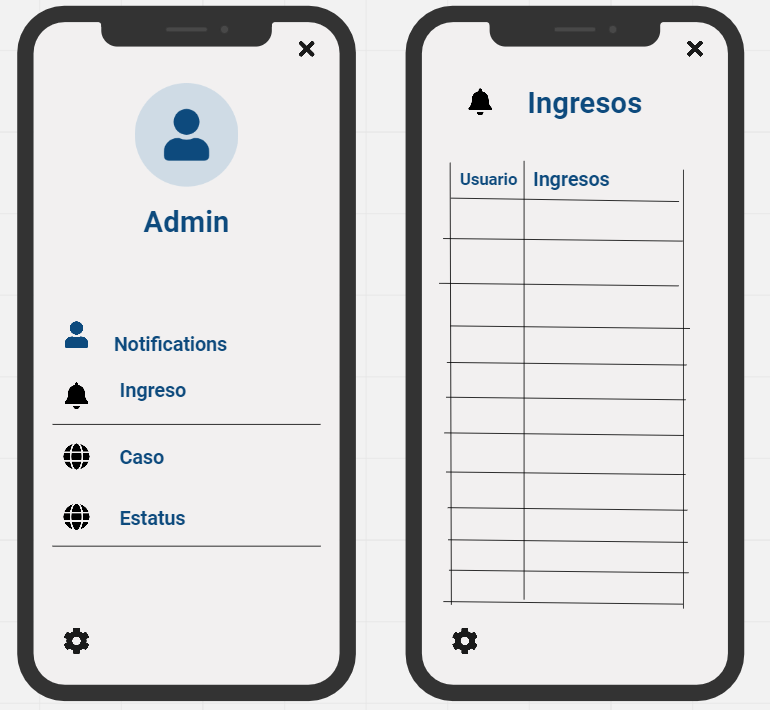 Admin
Notifications
Ingreso
Caso
Estatus
Ingresos
Usuario Ingresos